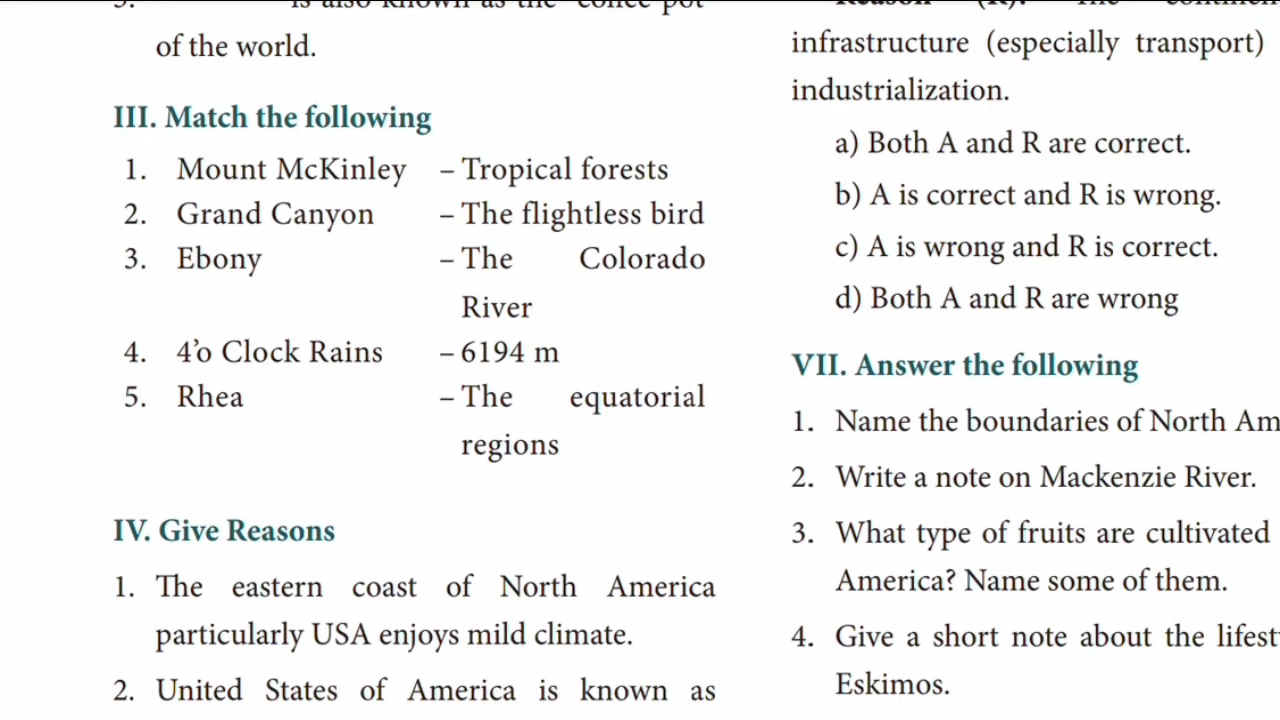 of the world.
III. Match the following
1. Mount McKinley – Tropical forests
2. Grand Canyon – The flightless bird
3. Ebony – The Colorado
River
4. 4'o Clock Rains – 6194 m
5. Rhea – The equatorial
regions
IV. Give Reasons
1. The eastern coast of North America
particularly USA enjoys mild climate.
2. United States of America is known as
infrastructure (especially transport)
industrialization.
a) Both A and R are correct.
b) A is correct and R is wrong.
c) A is wrong and R is correct.
d) Both A and R are wrong
VII. Answer the following
1. Name the boundaries of North Am
2. Write a note on Mackenzie River.
3. What type of fruits are cultivated
America? Name some of them.
4. Give a short note about the lifest
Eskimos.